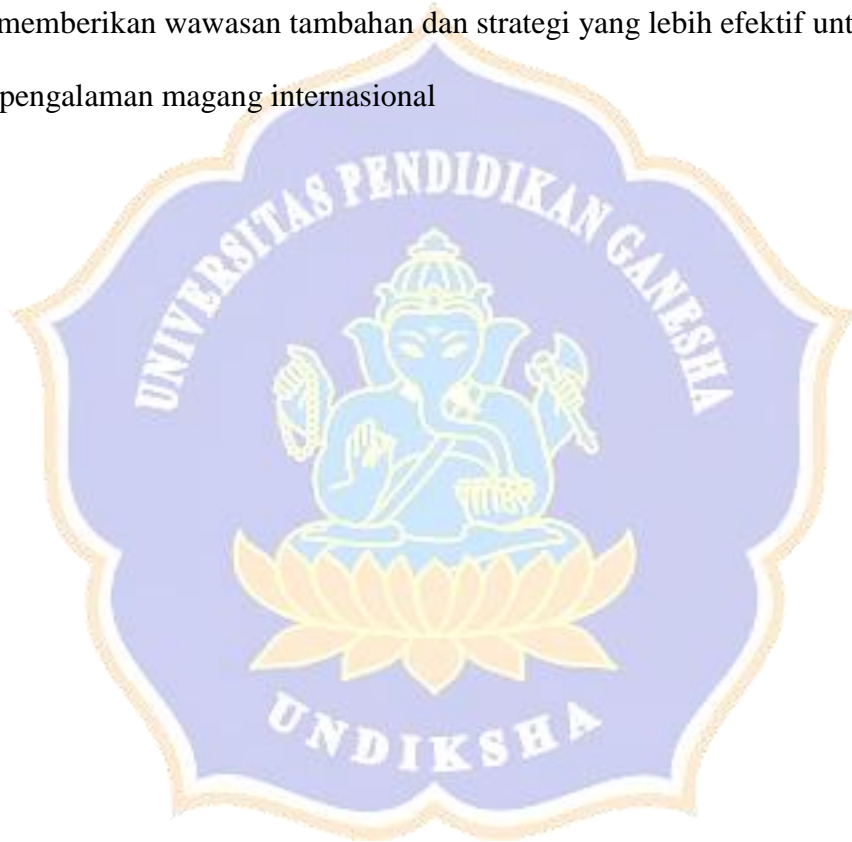 memberikan wawasan tambahan dan strategi yang lebih efektif unt
pengalaman magang internasional
UNIVERSITAS PENDIDIKAN GANESHA
UNDIKSHA